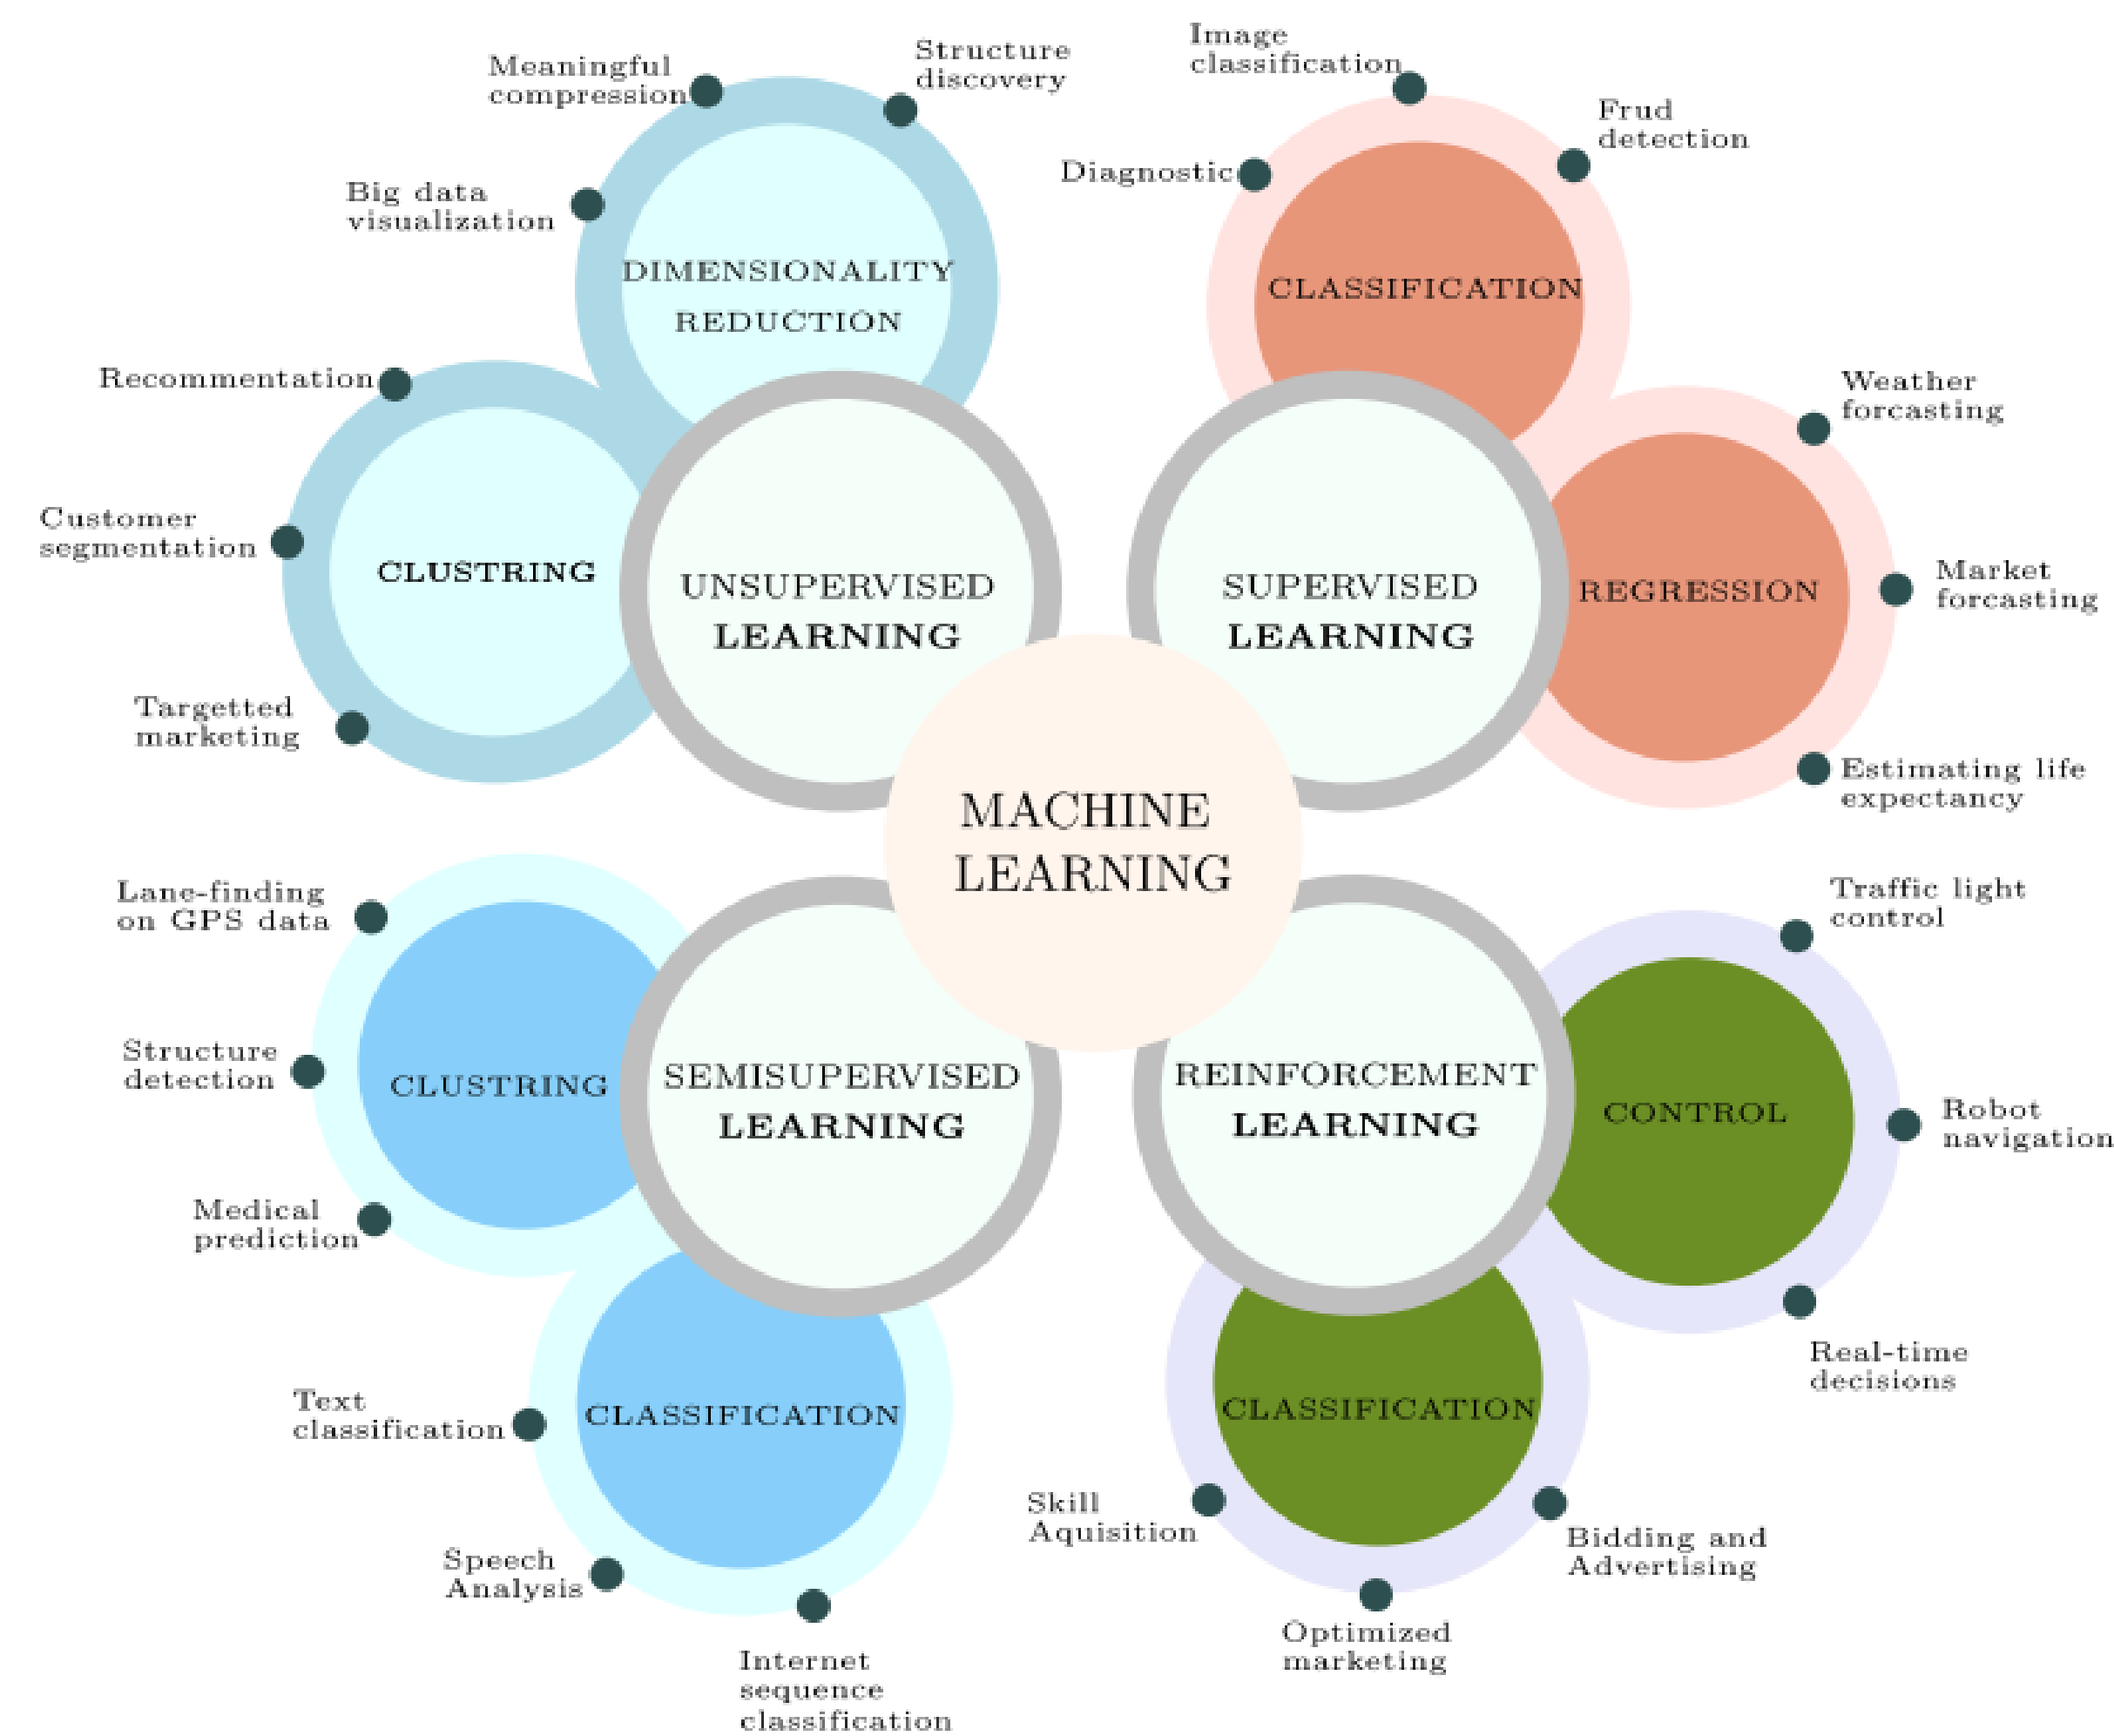 Meaningful
compression
Structure
discovery
Big data
visualization
DIMENSIONALITY
REDUCTION
Image
classification
Frud
detection
Diagnostic
CLASSIFICATION
Recommentation
Customer
segmentation
CLUSTRING
Targetted
marketing
UNSUPERVISED
LEARNING
SUPERVISED
LEARNING
Weather
forcasting
REGRESSION
Market
forcasting
Estimating life
expectancy
MACHINE
LEARNING
Lane-finding
on GPS data
Structure
detection
CLUSTRING
Medical
prediction
SEMISUPERVISED
LEARNING
REINFORCEMENT
LEARNING
Traffic light
control
CONTROL
Robot
navigation
Real-time
decisions
Text
classification
CLASSIFICATION
Speech
Analysis
Internet
sequence
classification
CLASSIFICATION
Skill
Aquisition
Bidding and
Advertising
Optimized
marketing